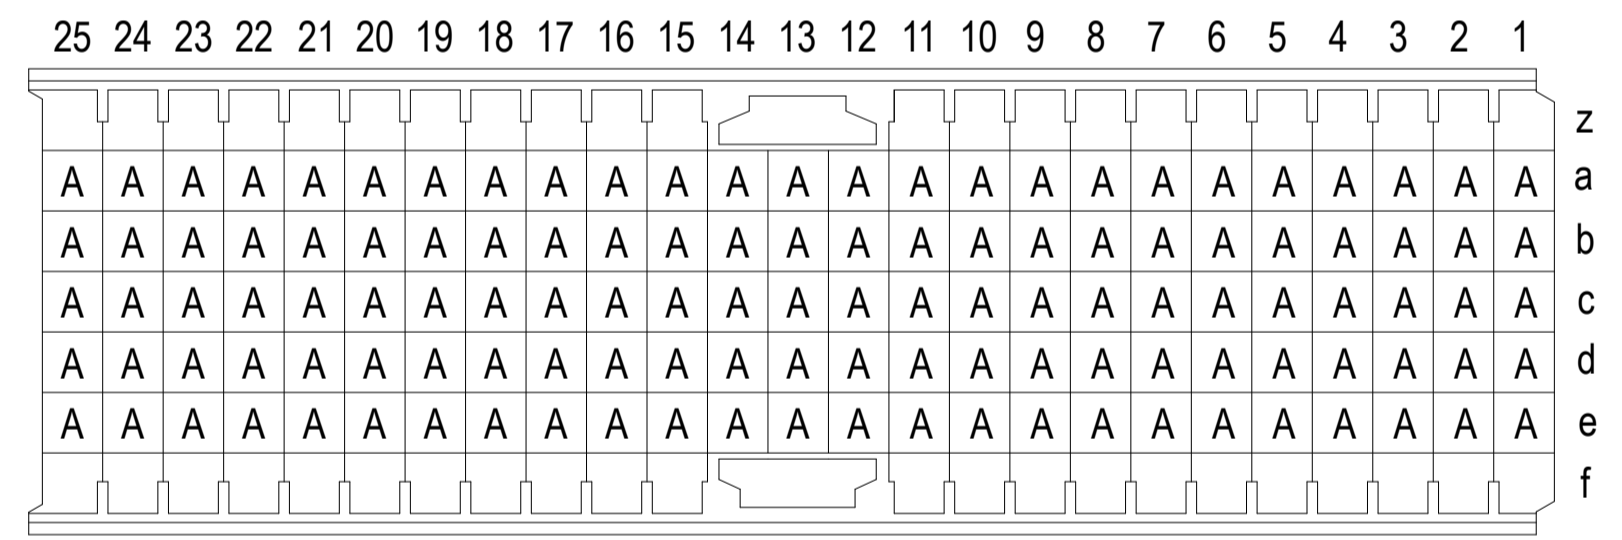 25 24 23 22 21 20 19 18 17 16 15 14 13 12 11 10 9 8 7 6 5 4 3 2 1
z
A A A A A A A A A A A A A A A A A A A A A A A A A a
A A A A A A A A A A A A A A A A A A A A A A A A A b
A A A A A A A A A A A A A A A A A A A A A A A A A c
A A A A A A A A A A A A A A A A A A A A A A A A A d
A A A A A A A A A A A A A A A A A A A A A A A A A e
f